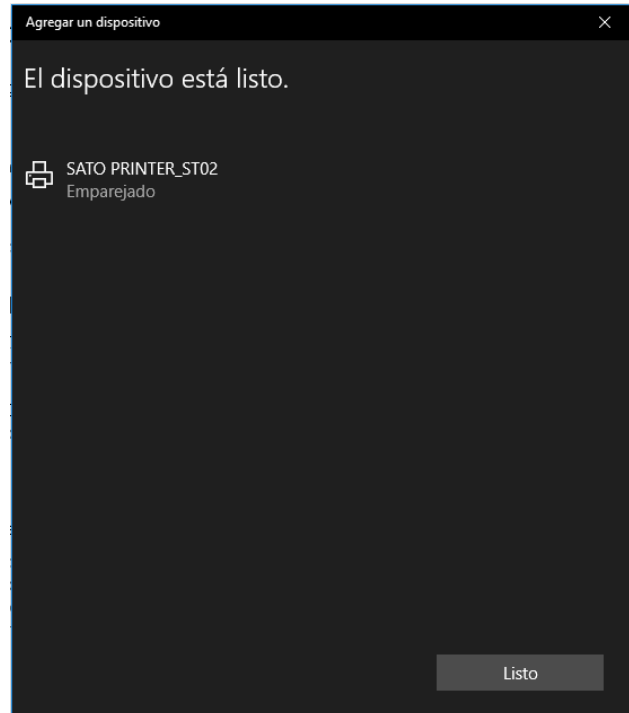 Agregar un dispositivo
El dispositivo está listo.
SATO PRINTER_ST02
Emparejado
Listo